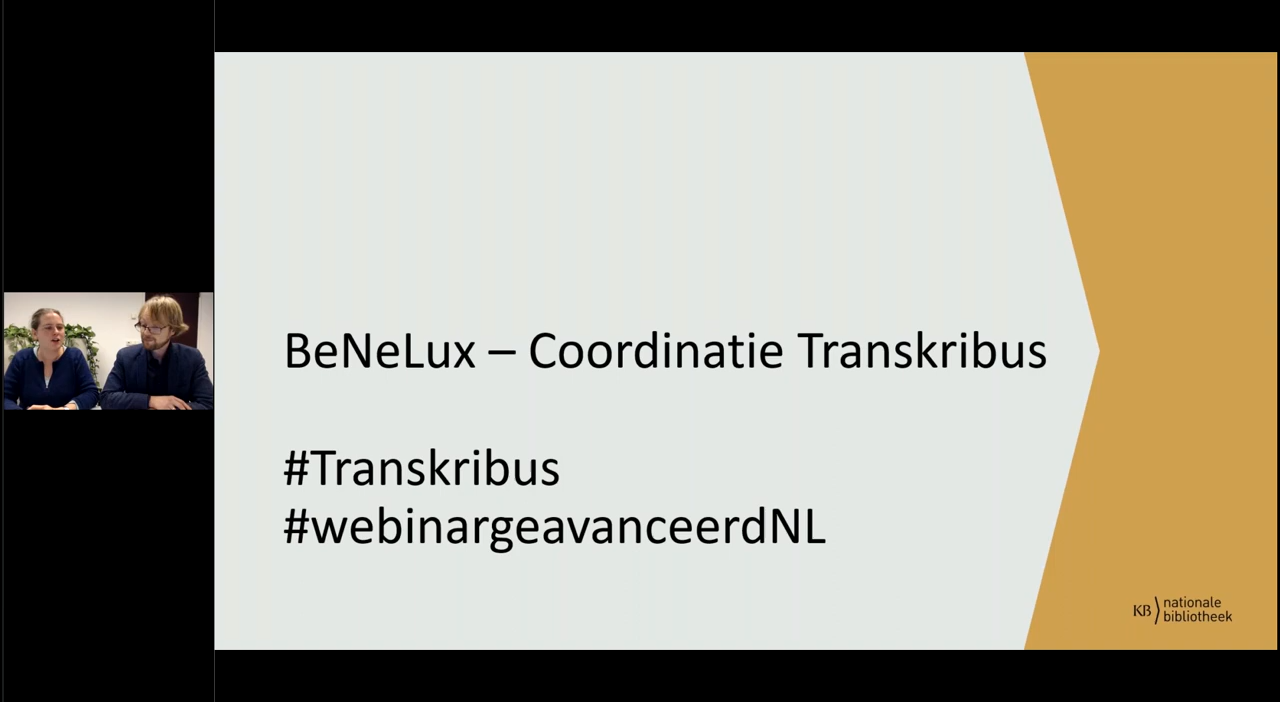 BeNeLux – Coordinatie Transkribus
#Transkribus
#webinargeavanceerdNL
KB nationale
bibliotheek